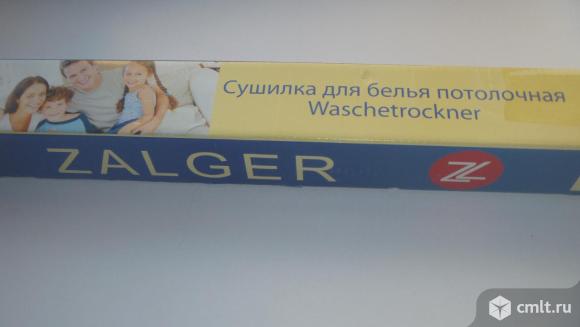 Сушилка для белья потолочная
Waschetrockner
ZALGER
cmlt.ru